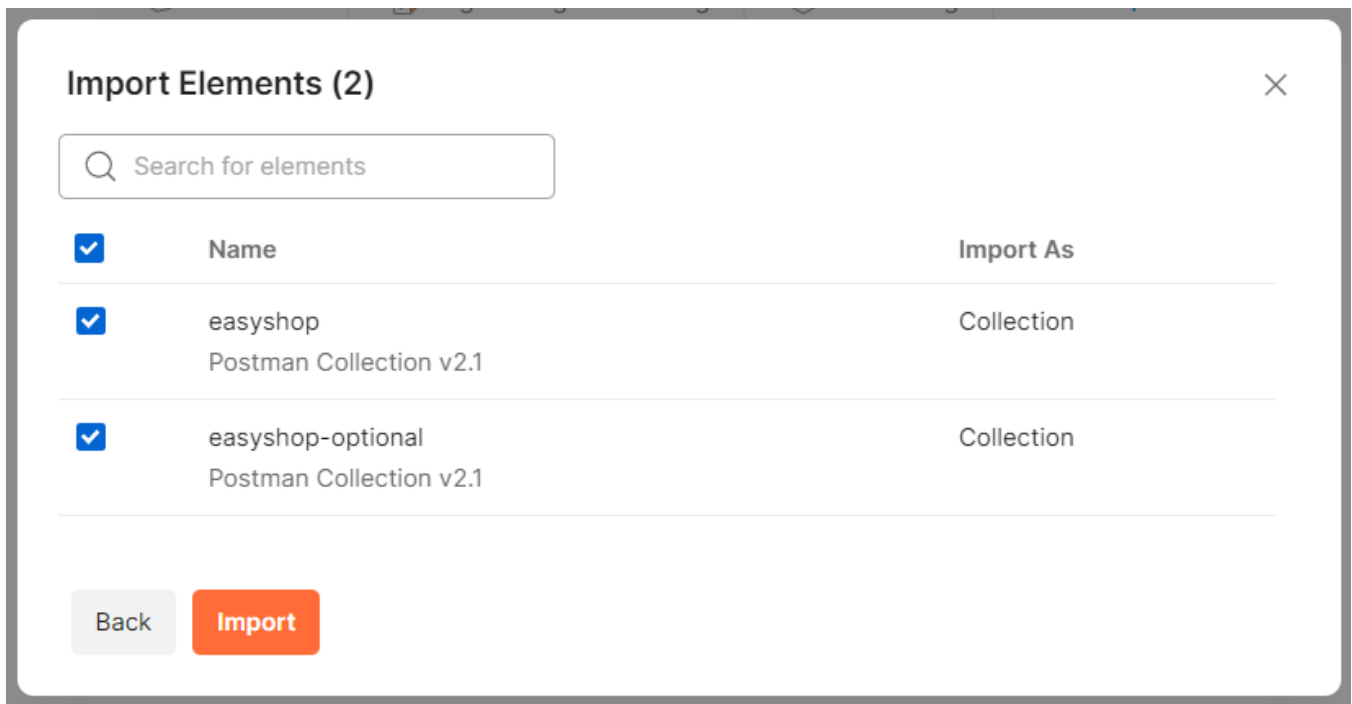 Import Elements (2)
Search for elements
Name Import As
easyshop Collection
Postman Collection v2.1
easyshop-optional Collection
Postman Collection v2.1
Back Import